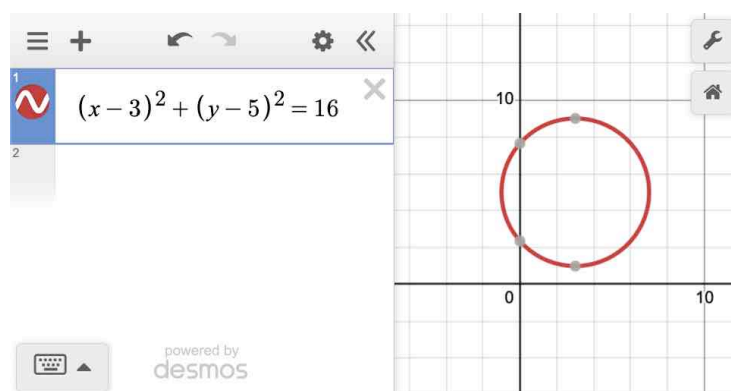 1
(x − 3)² + (y − 5)² = 16
2
powered by
desmos
10
0
10